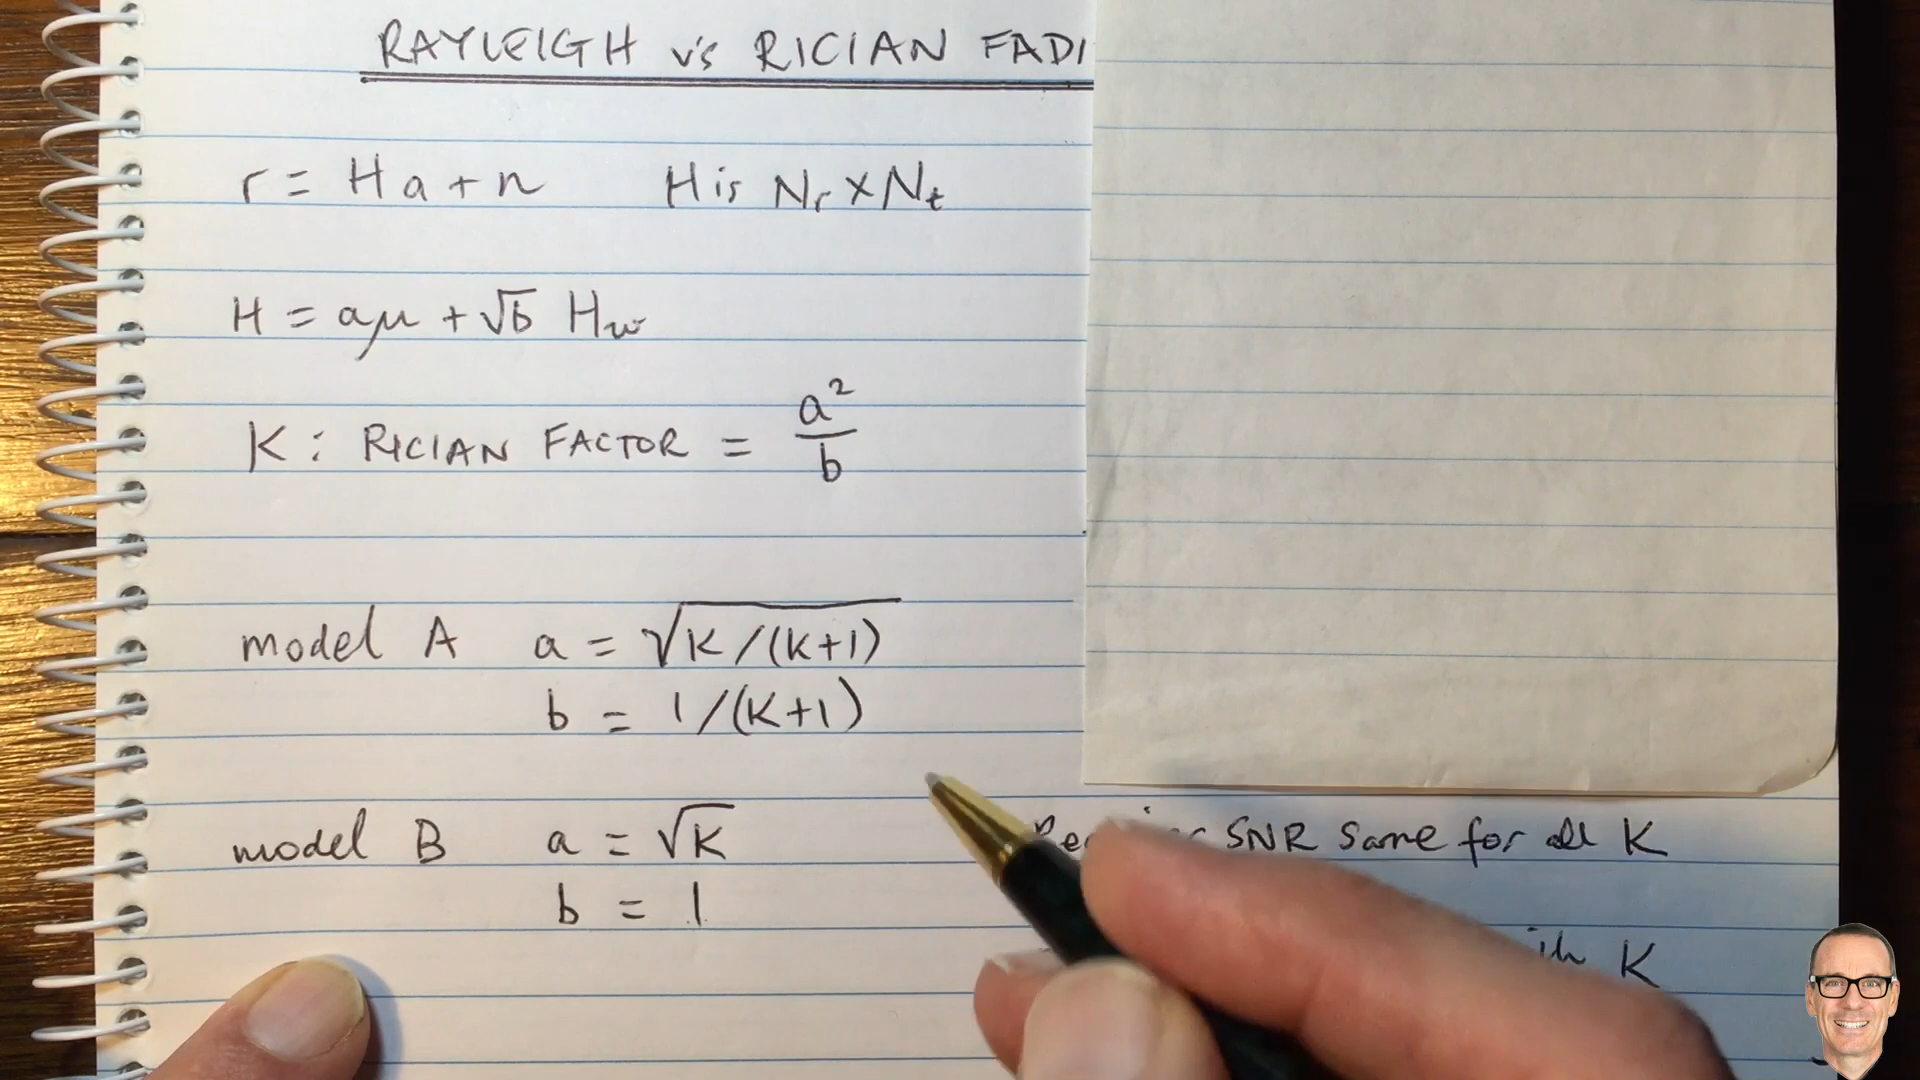 RAYLEIGH v's RICIAN FADI
r = Ha + n H is Nr x Nt
H = aμ + √b Hw
K : RICIAN FACTOR = a² / b
model A a = √K/(K+1)
b = 1/(K+1)
model B a = √K SNR same for all K
b = 1
K